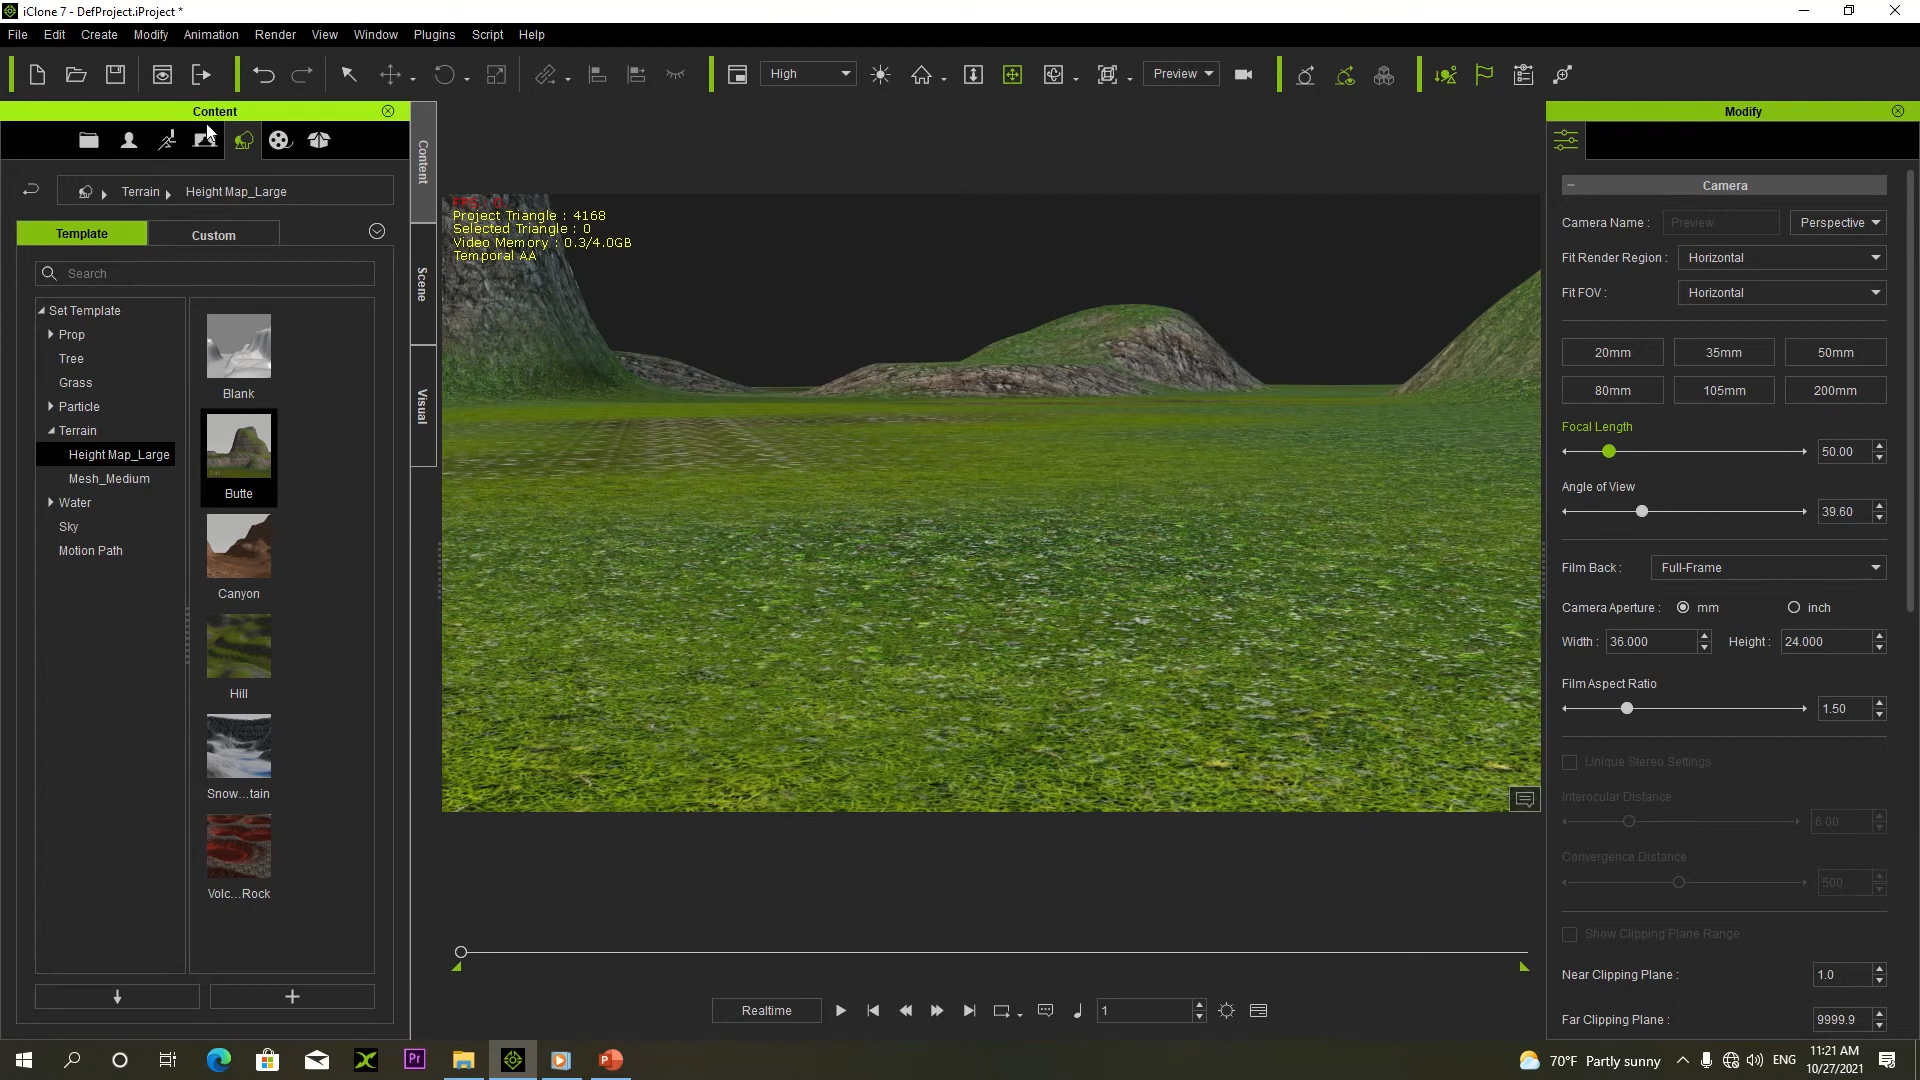 iClone 7 - DefProject.iProject *
File Edit Create Modify Animation Render View Window Plugins Script Help
High
Preview
Content
Terrain Height Map_Large
Template Custom
Search
Set Template
Prop
Tree
Grass
Particle
Terrain
Height Map_Large
Mesh_Medium
Water
Sky
Motion Path
Blank
Butte
Canyon
Hill
Snow...tain
Volc...Rock
Content
Scene
Visual
Project Triangle : 4168
Selected Triangle : 0
Video Memory : 0.3/4.0GB
Temporal AA
Realtime
1
Modify
Camera
Camera Name : Preview Perspective
Fit Render Region : Horizontal
Fit FOV : Horizontal
20mm 35mm 50mm
80mm 105mm 200mm
Focal Length
50.00
Angle of View
39.60
Film Back : Full-Frame
Camera Aperture : mm inch
Width : 36.000 Height : 24.000
Film Aspect Ratio
1.50
Unique Stereo Settings
Interocular Distance
6.00
Convergence Distance
500
Show Clipping Plane Range
Near Clipping Plane : 1.0
Far Clipping Plane : 9999.9
Pr
70°F Partly sunny ENG
11:21 AM
10/27/2021